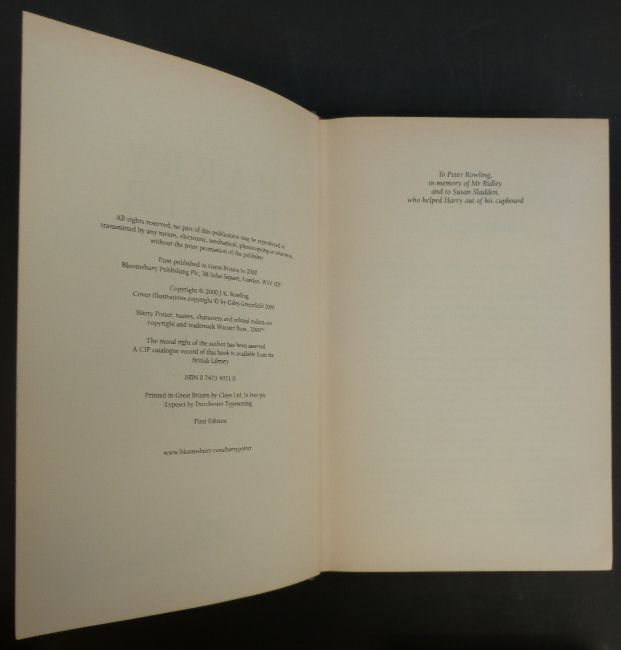 All rights reserved; no part of this publication may be reproduced or
transmitted by any means, electronic, mechanical, photocopying or otherwise,
without the prior permission of the publisher
First published in Great Britain in 2000
Bloomsbury Publishing Plc, 38 Soho Square, London, W1V 5DF
Copyright © 2000 J.K. Rowling
Cover illustrations copyright © by Giles Greenfield 2000
Harry Potter, names, characters and related indicia are
copyright and trademark Warner Bros., 2000™
The moral right of the author has been asserted
A CIP catalogue record of this book is available from the
British Library
ISBN 0 7475
Printed in Great Britain by Clays Ltd, St Ives plc
Typeset by Dorchester Typesetting
First Edition
www.bloomsbury.com/harrypotter
To Peter Rowling,
in memory of Mr Ridley
and to Susan Sladden,
who helped Harry out of his cupboard